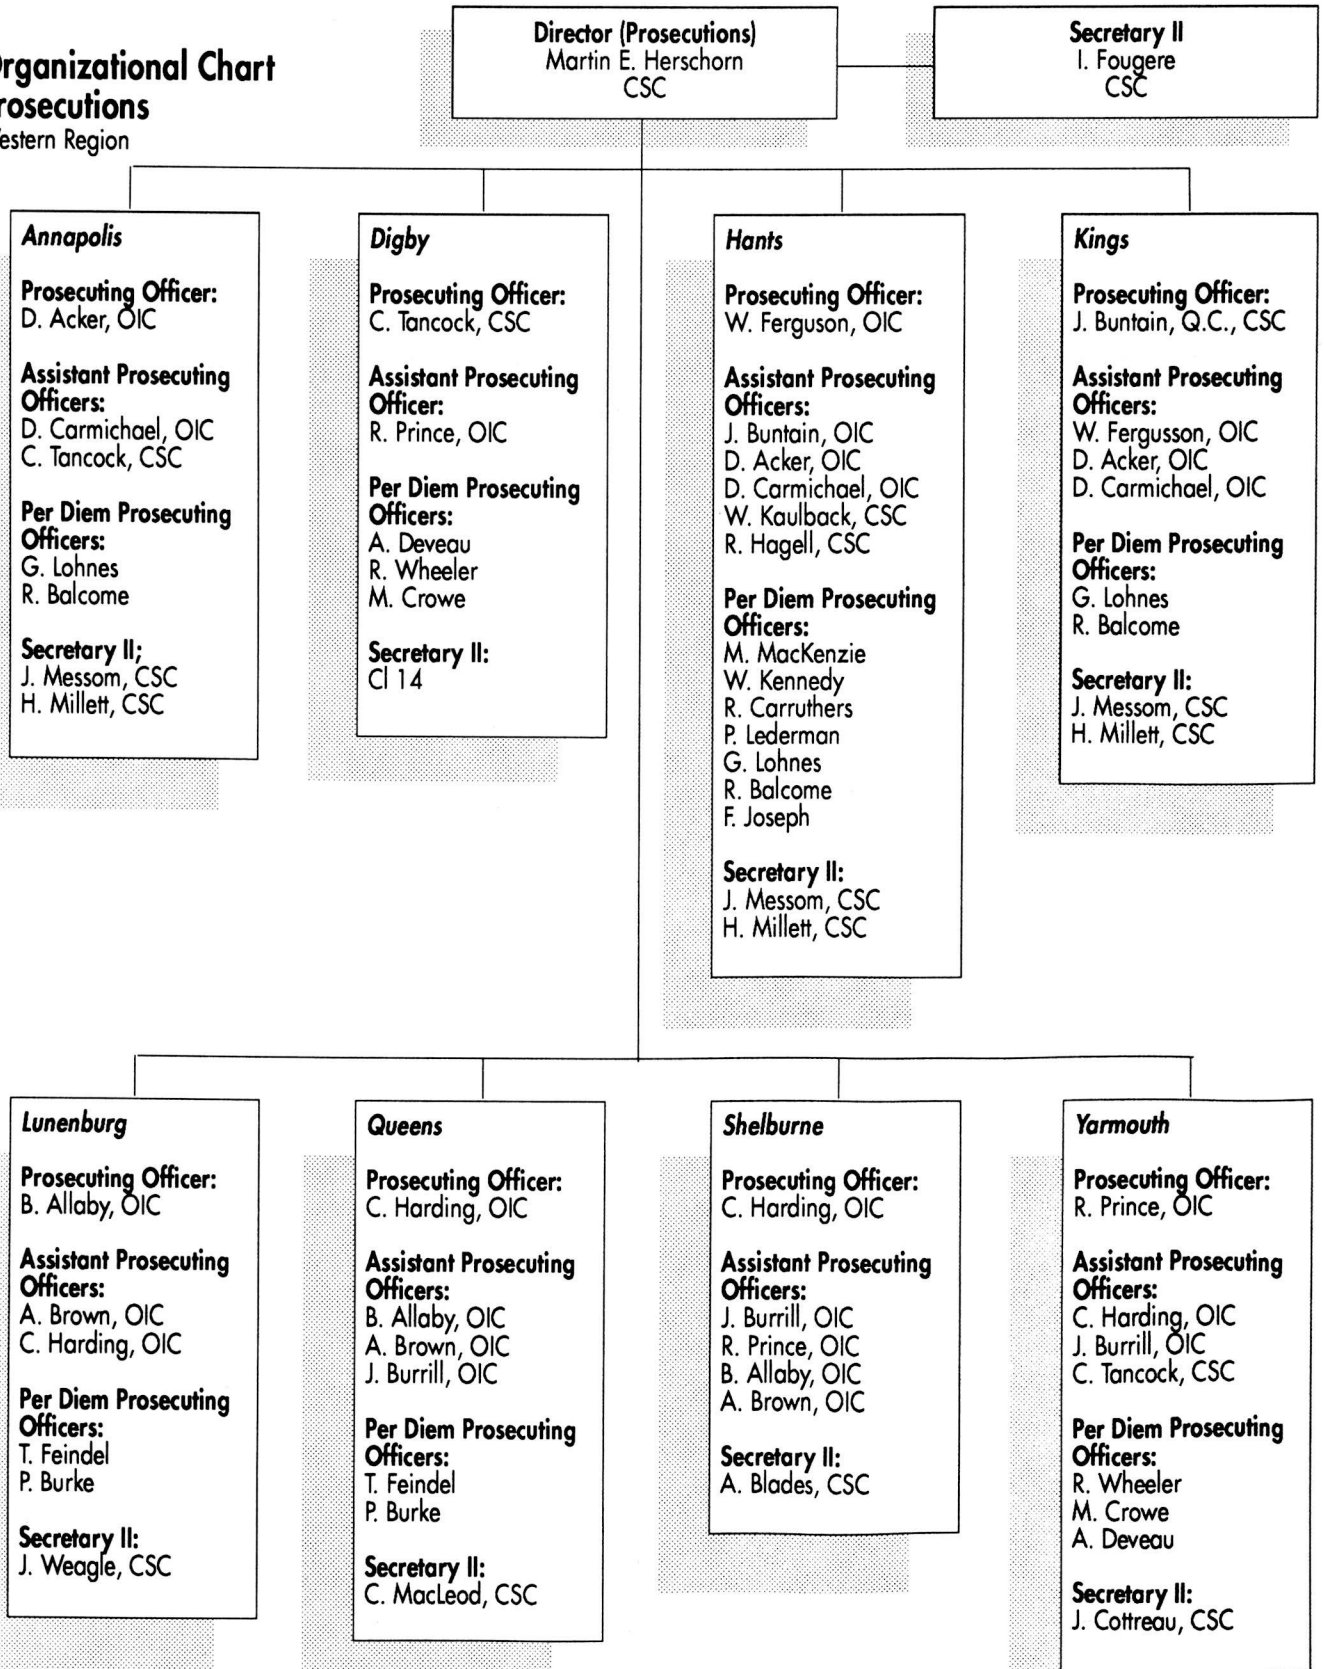 Organizational Chart
Prosecutions
Western Region
Director (Prosecutions)
Martin E. Herschorn
CSC
Secretary II
I. Fougere
CSC
Annapolis
Prosecuting Officer:
D. Acker, OIC
Assistant Prosecuting
Officers:
D. Carmichael, OIC
C. Tancock, CSC
Per Diem Prosecuting
Officers:
G. Lohnes
R. Balcome
Secretary II;
J. Messom, CSC
H. Millett, CSC
Digby
Prosecuting Officer:
C. Tancock, CSC
Assistant Prosecuting
Officer:
R. Prince, OIC
Per Diem Prosecuting
Officers:
A. Deveau
R. Wheeler
M. Crowe
Secretary II:
Cl 14
Hants
Prosecuting Officer:
W. Ferguson, OIC
Assistant Prosecuting
Officers:
J. Buntain, OIC
D. Acker, OIC
D. Carmichael, OIC
W. Kaulback, CSC
R. Hagell, CSC
Per Diem Prosecuting
Officers:
M. MacKenzie
W. Kennedy
R. Carruthers
P. Lederman
G. Lohnes
R. Balcome
F. Joseph
Secretary II:
J. Messom, CSC
H. Millett, CSC
Kings
Prosecuting Officer:
J. Buntain, Q.C., CSC
Assistant Prosecuting
Officers:
W. Fergusson, OIC
D. Acker, OIC
D. Carmichael, OIC
Per Diem Prosecuting
Officers:
G. Lohnes
R. Balcome
Secretary II:
J. Messom, CSC
H. Millett, CSC
Lunenburg
Prosecuting Officer:
B. Allaby, OIC
Assistant Prosecuting
Officers:
A. Brown, OIC
C. Harding, OIC
Per Diem Prosecuting
Officers:
T. Feindel
P. Burke
Secretary II:
J. Weagle, CSC
Queens
Prosecuting Officer:
C. Harding, OIC
Assistant Prosecuting
Officers:
B. Allaby, OIC
A. Brown, OIC
J. Burrill, OIC
Per Diem Prosecuting
Officers:
T. Feindel
P. Burke
Secretary II:
C. MacLeod, CSC
Shelburne
Prosecuting Officer:
C. Harding, OIC
Assistant Prosecuting
Officers:
J. Burrill, OIC
R. Prince, OIC
B. Allaby, OIC
A. Brown, OIC
Secretary II:
A. Blades, CSC
Yarmouth
Prosecuting Officer:
R. Prince, OIC
Assistant Prosecuting
Officers:
C. Harding, OIC
J. Burrill, OIC
C. Tancock, CSC
Per Diem Prosecuting
Officers:
R. Wheeler
M. Crowe
A. Deveau
Secretary II:
J. Cottreau, CSC